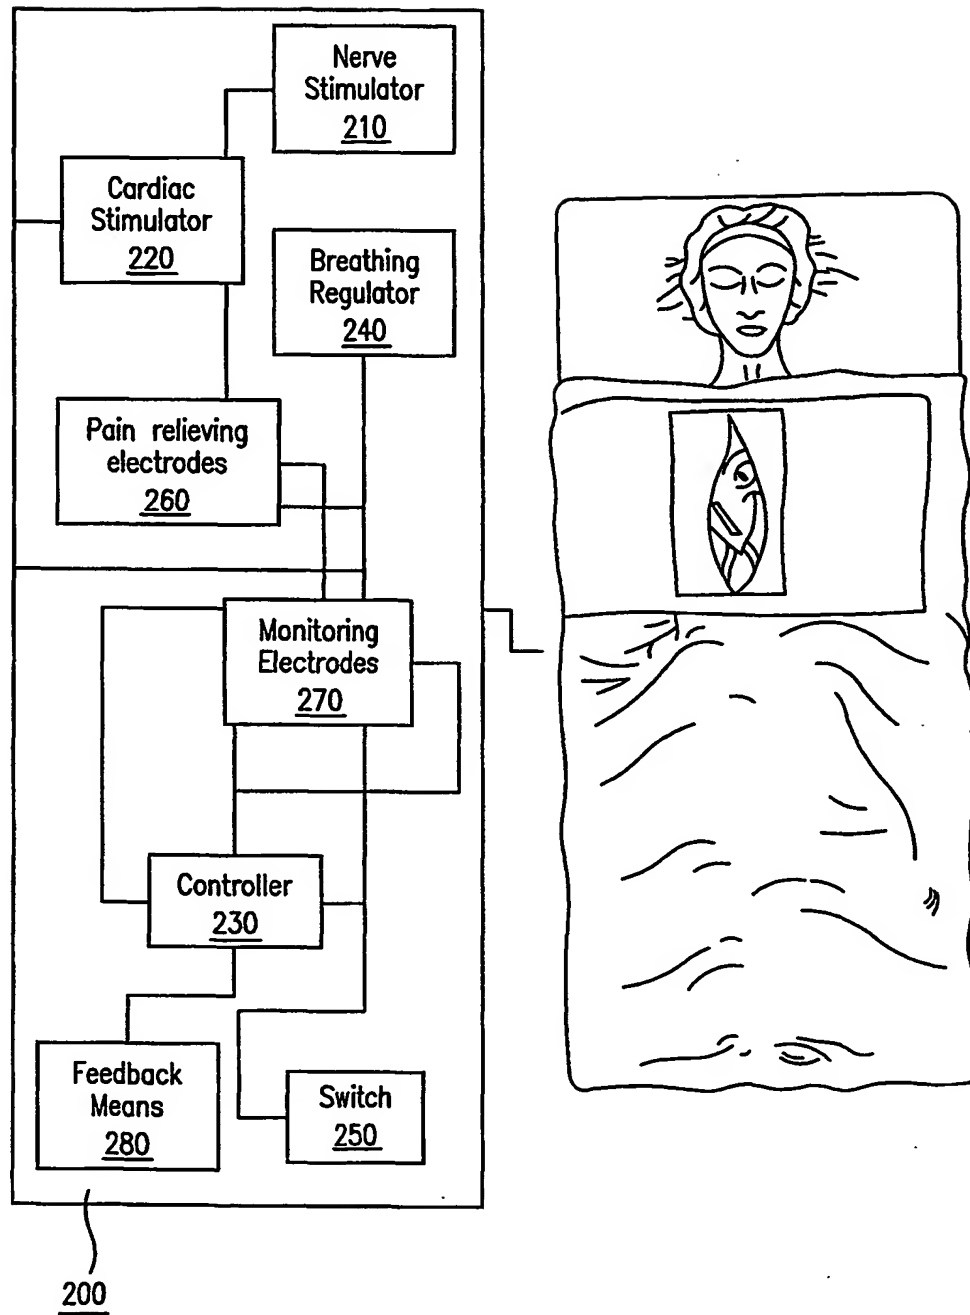 Nerve
Stimulator
210
Cardiac
Stimulator
220
Breathing
Regulator
240
Pain relieving
electrodes
260
Monitoring
Electrodes
270
Controller
230
Feedback
Means
280
Switch
250
200